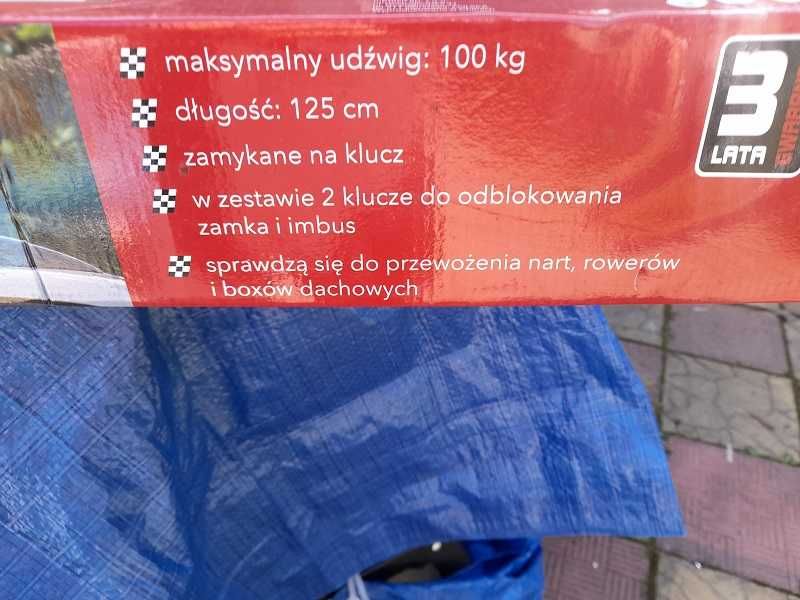 maksymalny udźwig: 100 kg
długość: 125 cm
zamykane na klucz
w zestawie 2 klucze do odblokowania
zamka i imbus
sprawdzą się do przewożenia nart, rowerów
i boxów dachowych
3
LATA